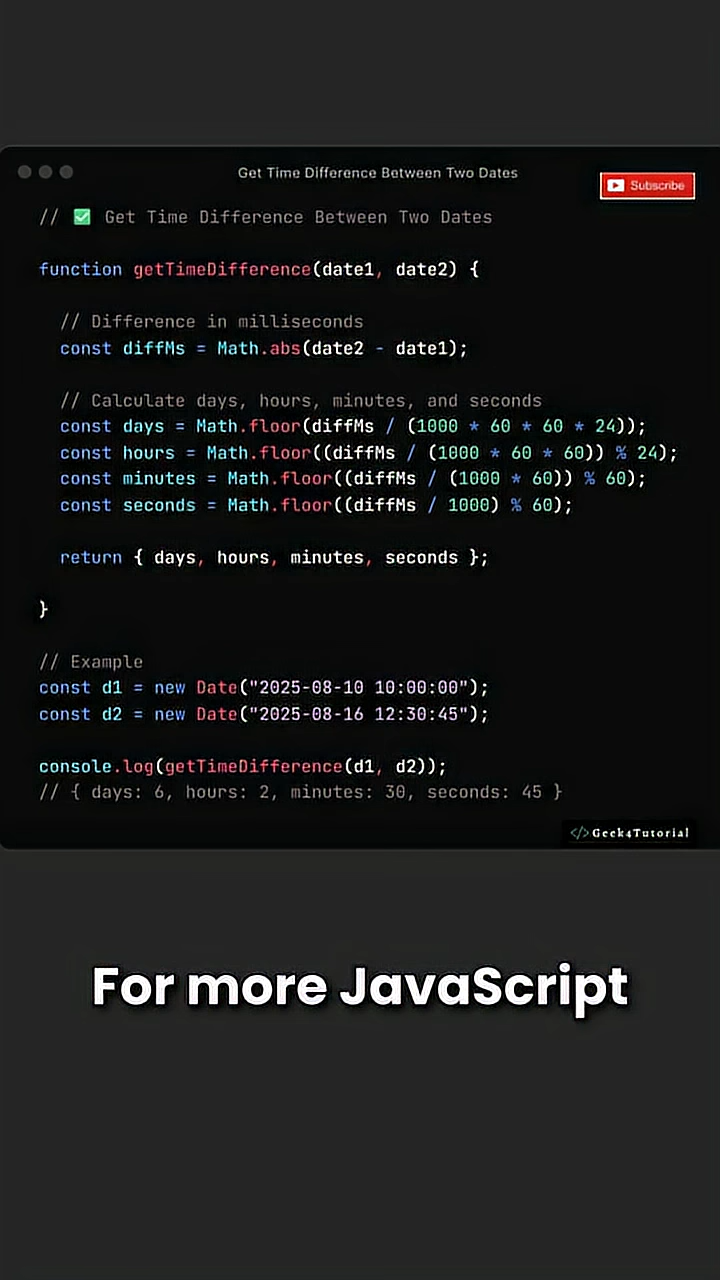 Get Time Difference Between Two Dates
Subscribe
// ✅ Get Time Difference Between Two Dates
function getTimeDifference(date1, date2) {
// Difference in milliseconds
const diffMs = Math.abs(date2 - date1);
// Calculate days, hours, minutes, and seconds
const days = Math.floor(diffMs / (1000 * 60 * 60 * 24));
const hours = Math.floor((diffMs / (1000 * 60 * 60)) % 24);
const minutes = Math.floor((diffMs / (1000 * 60)) % 60);
const seconds = Math.floor((diffMs / 1000) % 60);
return { days, hours, minutes, seconds };
}
// Example
const d1 = new Date("2025-08-10 10:00:00");
const d2 = new Date("2025-08-16 12:30:45");
console.log(getTimeDifference(d1, d2));
// { days: 6, hours: 2, minutes: 30, seconds: 45 }
</>Geek4Tutorial
For more JavaScript